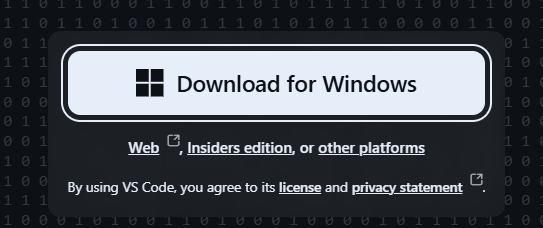 Download for Windows
Web, Insiders edition, or other platforms
By using VS Code, you agree to its license and privacy statement.